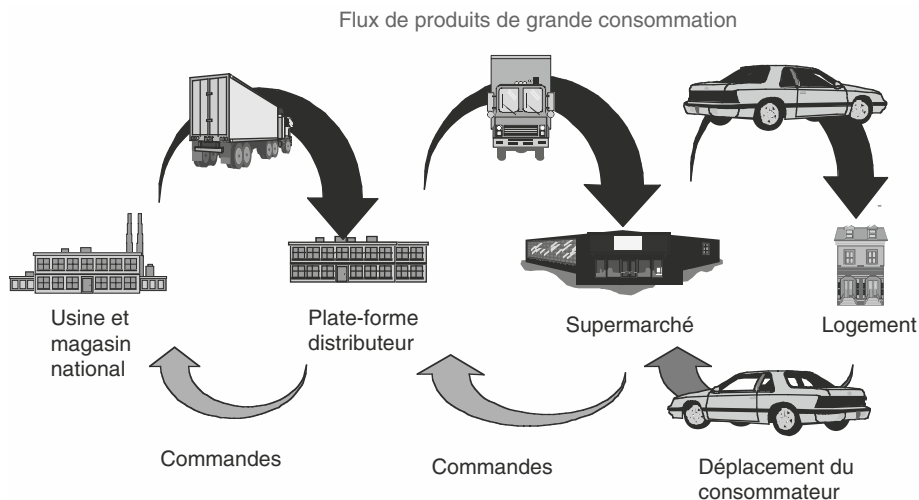 Flux de produits de grande consommation
Usine et
magasin
national
Plate-forme
distributeur
Supermarché
Logement
Commandes
Commandes
Déplacement du
consommateur